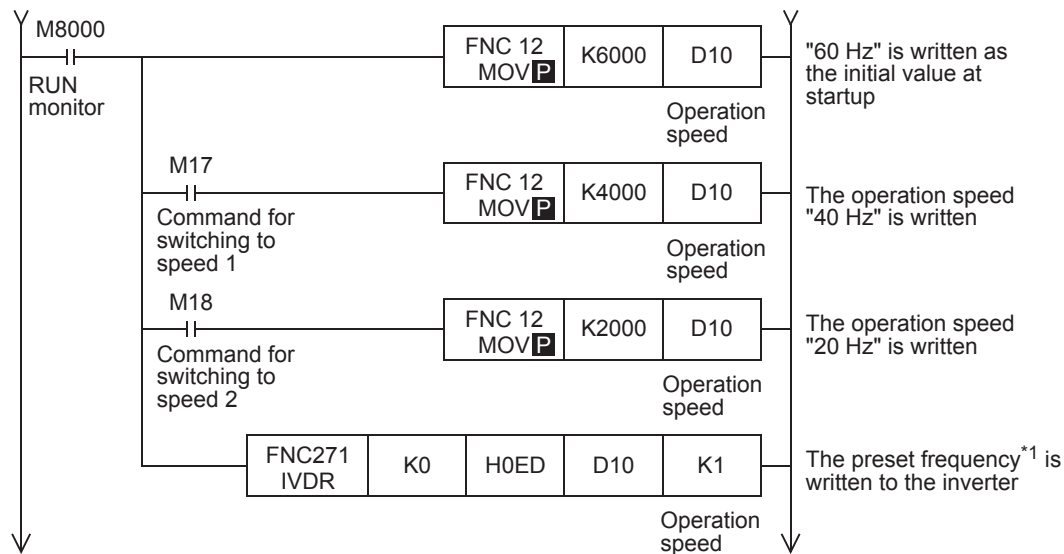 M8000
RUN
monitor
FNC 12
MOV P
K6000
D10
Operation
speed
"60 Hz" is written as
the initial value at
startup
M17
Command for
switching to
speed 1
FNC 12
MOV P
K4000
D10
Operation
speed
The operation speed
"40 Hz" is written
M18
Command for
switching to
speed 2
FNC 12
MOV P
K2000
D10
Operation
speed
The operation speed
"20 Hz" is written
FNC271
IVDR
K0
H0ED
D10
K1
Operation
speed
The preset frequency*1 is
written to the inverter